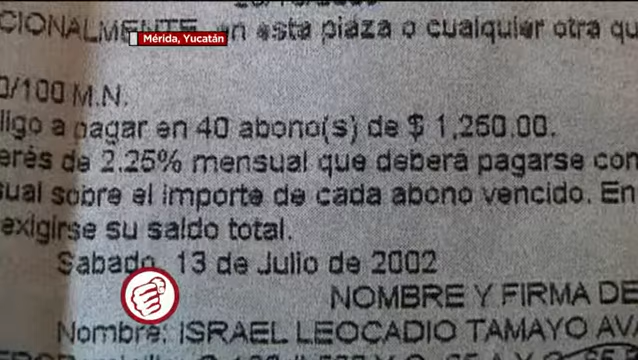 CIONALMENTE, en esta plaza o cualquier otra qu
Mérida, Yucatán
0/100 M.N.
ligo a pagar en 40 abono(s) de $ 1,250.00.
erés de 2.25% mensual que deberá pagarse con
sual sobre el importe de cada abono vencido. En
exigirse su saldo total.
Sabado, 13 de Julio de 2002
NOMBRE Y FIRMA DE
Nombre: ISRAEL LEOCADIO TAMAYO AV